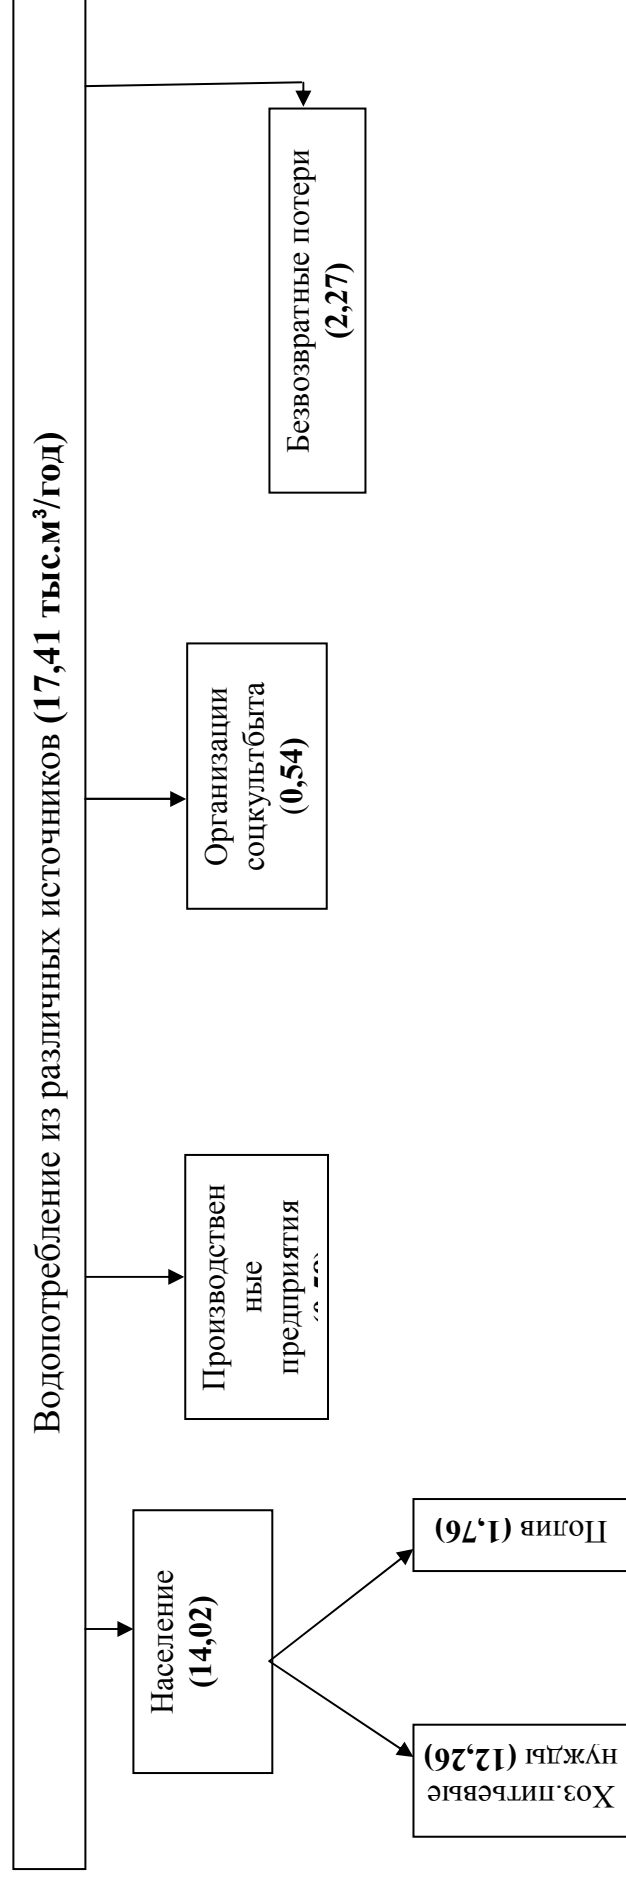 Водопотребление из различных источников (17,41 тыс.м³/год)
Население
(14,02)
Производствен
ные
предприятия
Организации
соцкультбыта
(0,54)
Безвозвратные потери
(2,27)
Хоз.питьевые
нужды (12,26)
Полив (1,76)